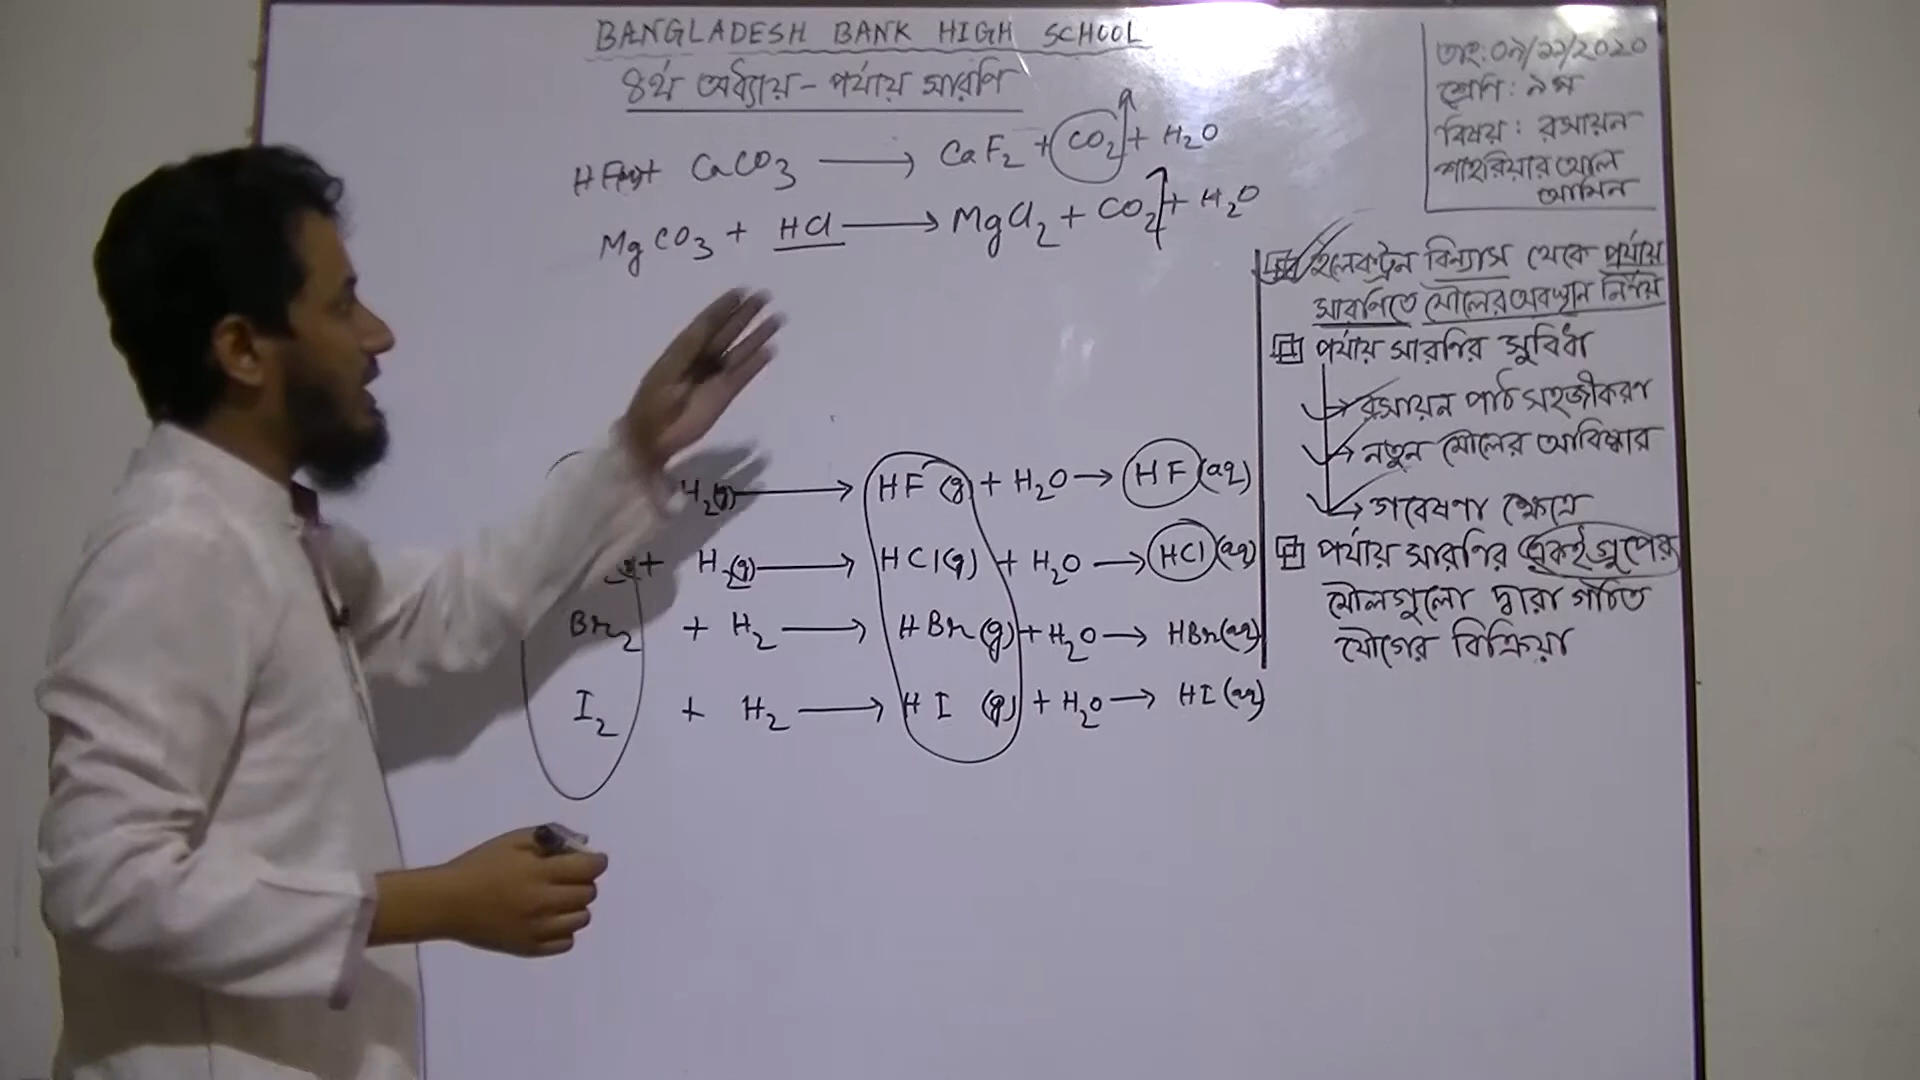 BANGLADESH BANK HIGH SCHOOL
৪র্থ অধ্যায় - পর্যায় সারণি
HF(aq)+ CaCO3 ⟶ CaF2 + CO2↑ + H2O
MgCO3 + HCl ⟶ MgCl2 + CO2↑ + H2O
H2(g) ⟶ HF (g) + H2O → HF (aq)
+ H2(g) ⟶ HCl(g) + H2O → HCl (aq)
Br2 + H2 ⟶ HBr(g) + H2O → HBr(aq)
I2 + H2 ⟶ HI (g) + H2O → HI (aq)
তাং: ০৯/১১/২০২০
শ্রেণি: ৯ম
বিষয়: রসায়ন
শাহরিয়ার আল
আমিন
ইলেকট্রন বিন্যাস থেকে পর্যায়
সারণিতে মৌলের অবস্থান নির্ণয়
পর্যায় সারণির সুবিধা
→ রসায়ন পাঠ সহজীকরণ
→ নতুন মৌলের আবিষ্কার
→ গবেষণা ক্ষেত্রে
পর্যায় সারণির একই গ্রুপের
মৌলগুলো দ্বারা গঠিত
যৌগের বিক্রিয়া